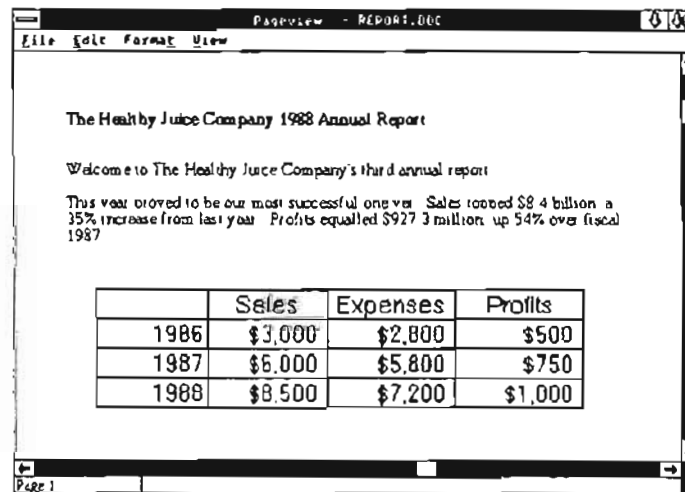 Pageview - REPORT.DOC
File Edit Format View
The Healthy Juice Company 1988 Annual Report
Welcome to The Healthy Juice Company's third annual report
This year proved to be our most successful one yet Sales topped $8.4 billion a
35% increase from last year Profits equalled $927.3 million up 54% over fiscal
1987
Sales Expenses Profits
1986 $3,000 $2,800 $500
1987 $6,000 $5,800 $750
1988 $8,500 $7,200 $1,000
Page 1